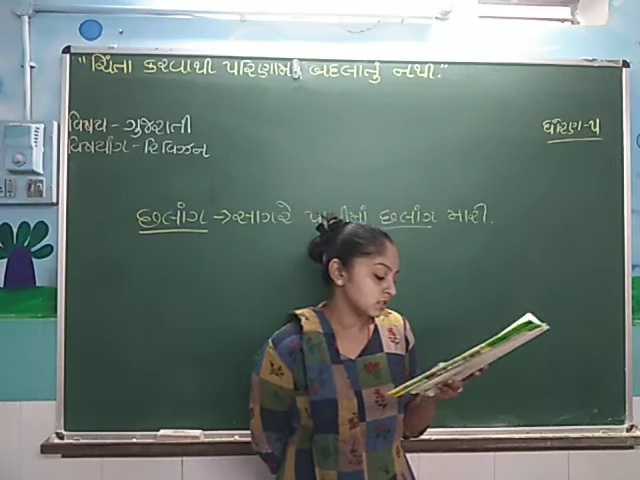 "ચિંતા કરવાથી પરિણામ બદલાતું નથી."
વિષય - ગુજરાતી
ધોરણ-૫
વિષયાંગ - રિવિઝન
છલાંગ → સાગરે પાણીમાં છલાંગ મારી.